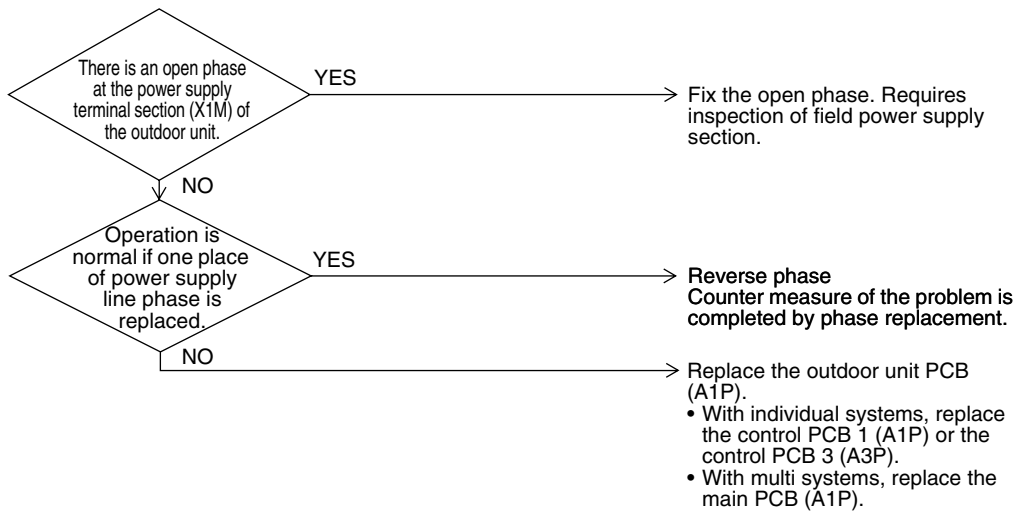 There is an open phase
at the power supply
terminal section (X1M) of
the outdoor unit.
YES
Fix the open phase. Requires
inspection of field power supply
section.
NO
Operation is
normal if one place
of power supply
line phase is
replaced.
YES
Reverse phase
Counter measure of the problem is
completed by phase replacement.
NO
Replace the outdoor unit PCB
(A1P).
• With individual systems, replace
the control PCB 1 (A1P) or the
control PCB 3 (A3P).
• With multi systems, replace the
main PCB (A1P).